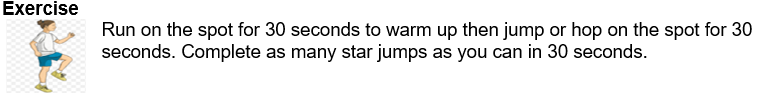 Exercise
Run on the spot for 30 seconds to warm up then jump or hop on the spot for 30
seconds. Complete as many star jumps as you can in 30 seconds.